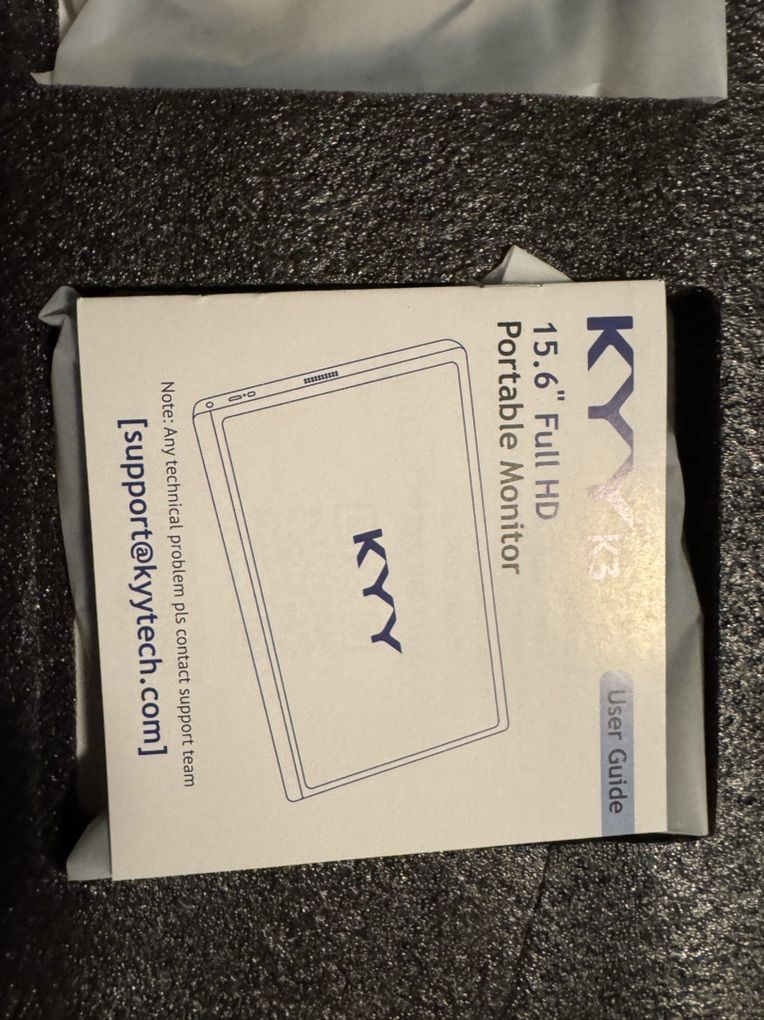 KYY K3
User Guide
15.6" Full HD
Portable Monitor
KYY
Note: Any technical problem pls contact support team
[support@kyytech.com]